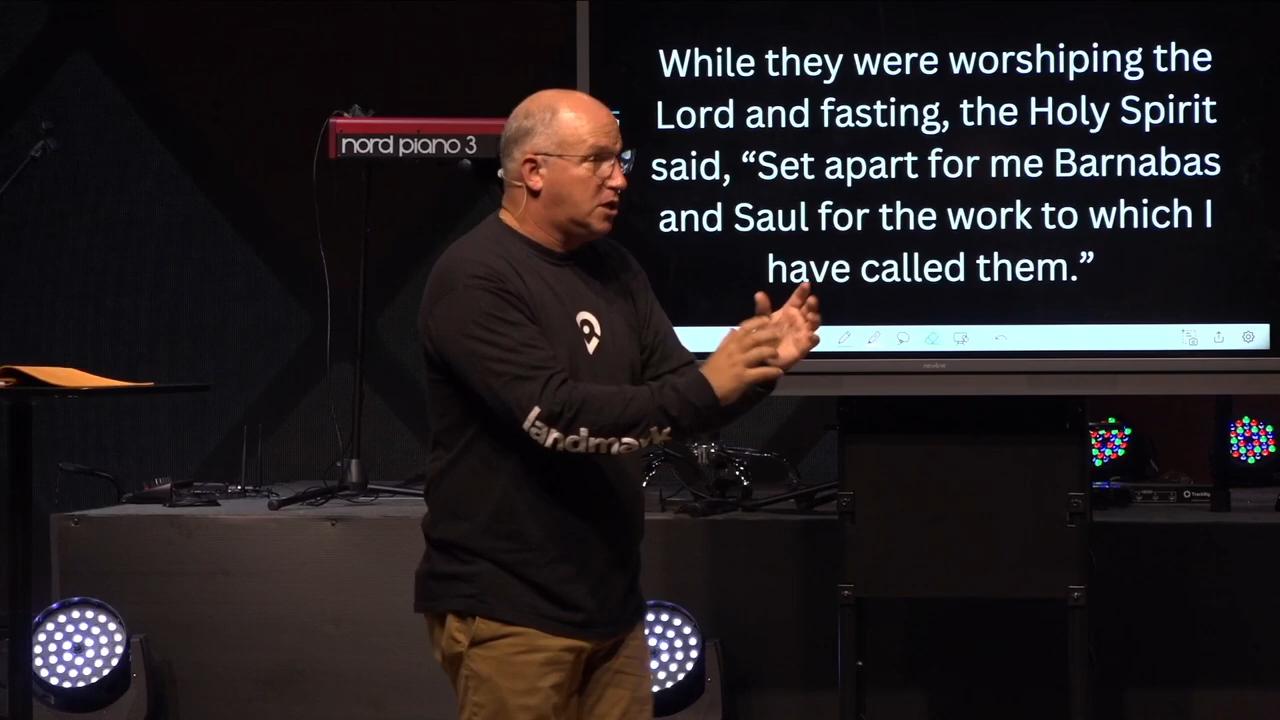 While they were worshiping the
Lord and fasting, the Holy Spirit
said, “Set apart for me Barnabas
and Saul for the work to which I
have called them.”
nord piano 3
landmark
newline